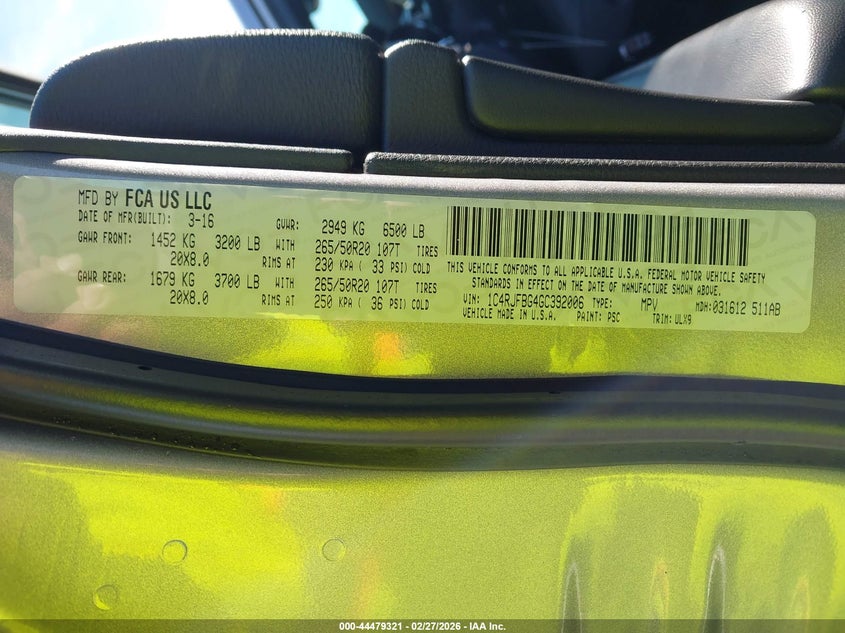 MFD BY FCA US LLC
DATE OF MFR(BUILT): 3-16 GVWR: 2949 KG 6500 LB
GAWR FRONT: 1452 KG 3200 LB WITH 265/50R20 107T TIRES
20X8.0 RIMS AT 230 KPA ( 33 PSI) COLD
GAWR REAR: 1679 KG 3700 LB WITH 265/50R20 107T TIRES
20X8.0 RIMS AT 250 KPA ( 36 PSI) COLD
THIS VEHICLE CONFORMS TO ALL APPLICABLE U.S.A. FEDERAL MOTOR VEHICLE SAFETY
STANDARDS IN EFFECT ON THE DATE OF MANUFACTURE SHOWN ABOVE.
VIN: 1C4RJFBG4GC392006 TYPE: MPV MDH: 031612 511AB
VEHICLE MADE IN U.S.A. PAINT: PSC TRIM: ULX9
000-44479321 | 02/27/2026 | IAA Inc.